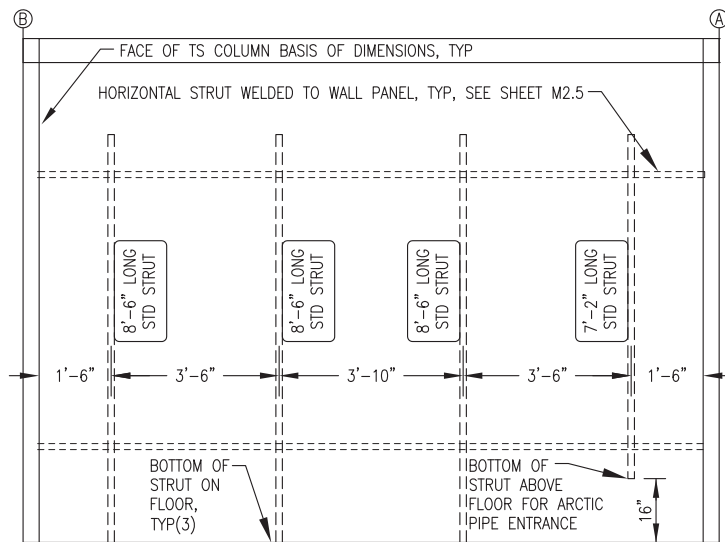 B
A
FACE OF TS COLUMN BASIS OF DIMENSIONS, TYP
HORIZONTAL STRUT WELDED TO WALL PANEL, TYP, SEE SHEET M2.5
8'-6" LONG
STD STRUT
8'-6" LONG
STD STRUT
8'-6" LONG
STD STRUT
7'-2" LONG
STD STRUT
1'-6"
3'-6"
3'-10"
3'-6"
1'-6"
BOTTOM OF
STRUT ON
FLOOR,
TYP(3)
BOTTOM OF
STRUT ABOVE
FLOOR FOR ARCTIC
PIPE ENTRANCE
16"